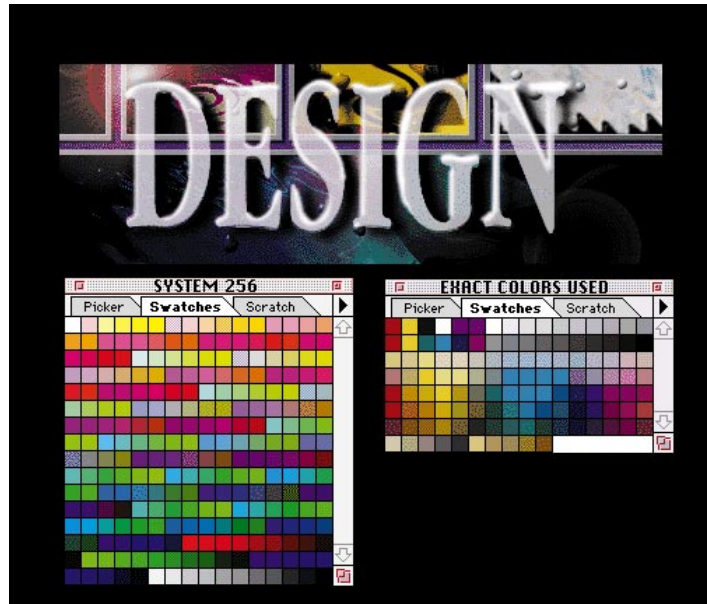 DESIGN
SYSTEM 256
Picker Swatches Scratch
EXACT COLORS USED
Picker Swatches Scratch